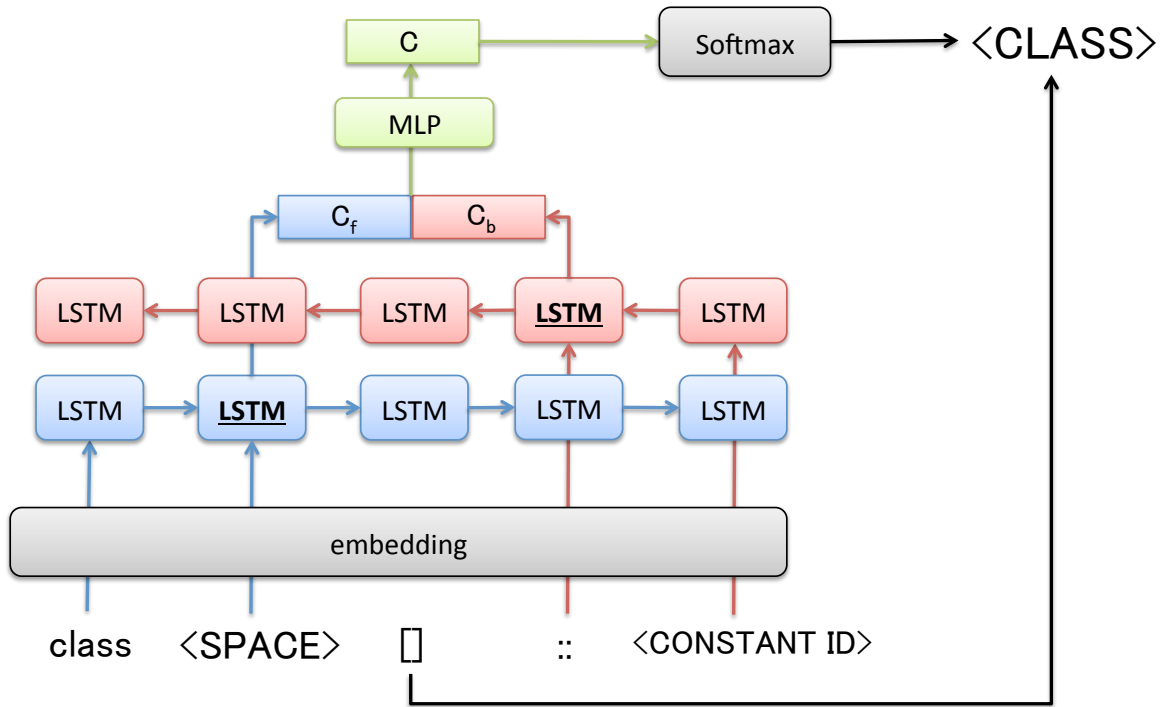 C
Softmax
<CLASS>
MLP
Cf
Cb
LSTM LSTM LSTM LSTM LSTM
LSTM LSTM LSTM LSTM LSTM
embedding
class <SPACE> [] :: <CONSTANT ID>